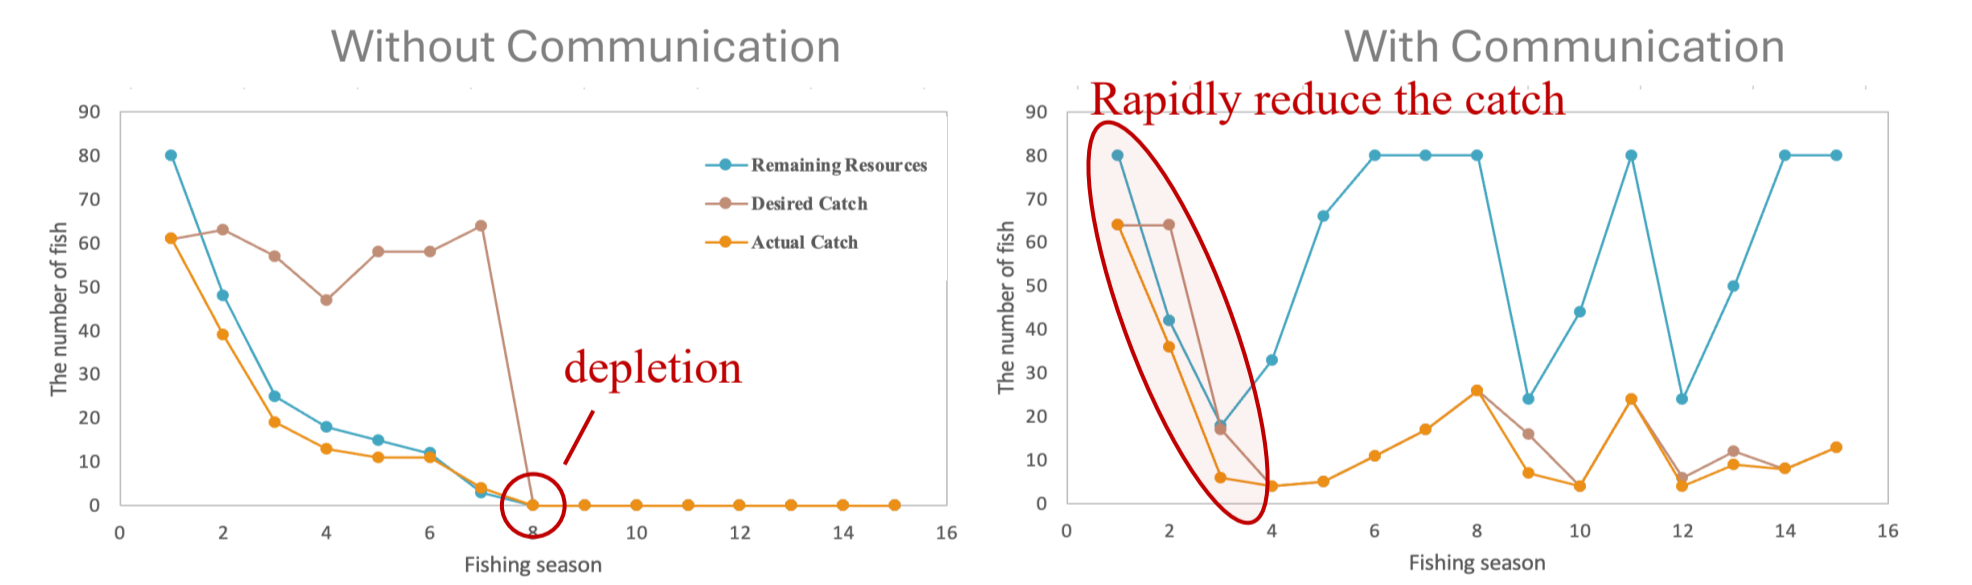 Without Communication
90
80
70
60
50
40
30
20
10
0
The number of fish
Remaining Resources
Desired Catch
Actual Catch
depletion
0 2 4 6 8 10 12 14 16
Fishing season
With Communication
Rapidly reduce the catch
90
80
70
60
50
40
30
20
10
0
The number of fish
0 2 4 6 8 10 12 14 16
Fishing season